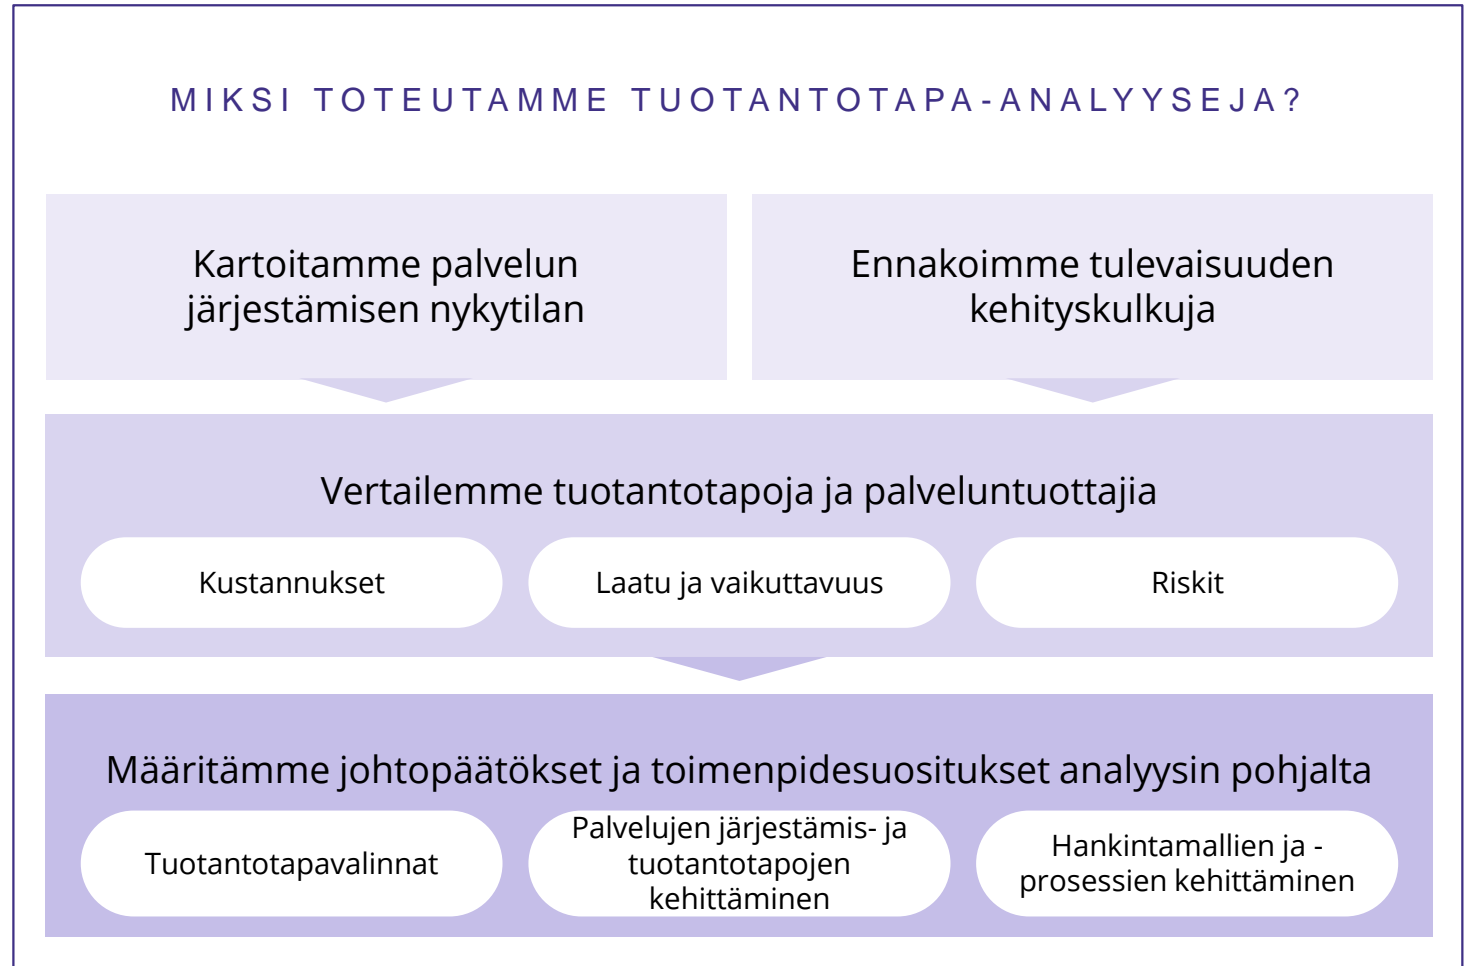 MIKSI TOTEUTAMME TUOTANTOTAPA-ANALYYSEJA?
Kartoitamme palvelun
järjestämisen nykytilan
Ennakoimme tulevaisuuden
kehityskulkuja
Vertailemme tuotantotapoja ja palveluntuottajia
Kustannukset
Laatu ja vaikuttavuus
Riskit
Määritämme johtopäätökset ja toimenpidesuositukset analyysin pohjalta
Tuotantotapavalinnat
Palvelujen järjestämis- ja
tuotantotapojen
kehittäminen
Hankintamallien ja -
prosessien kehittäminen